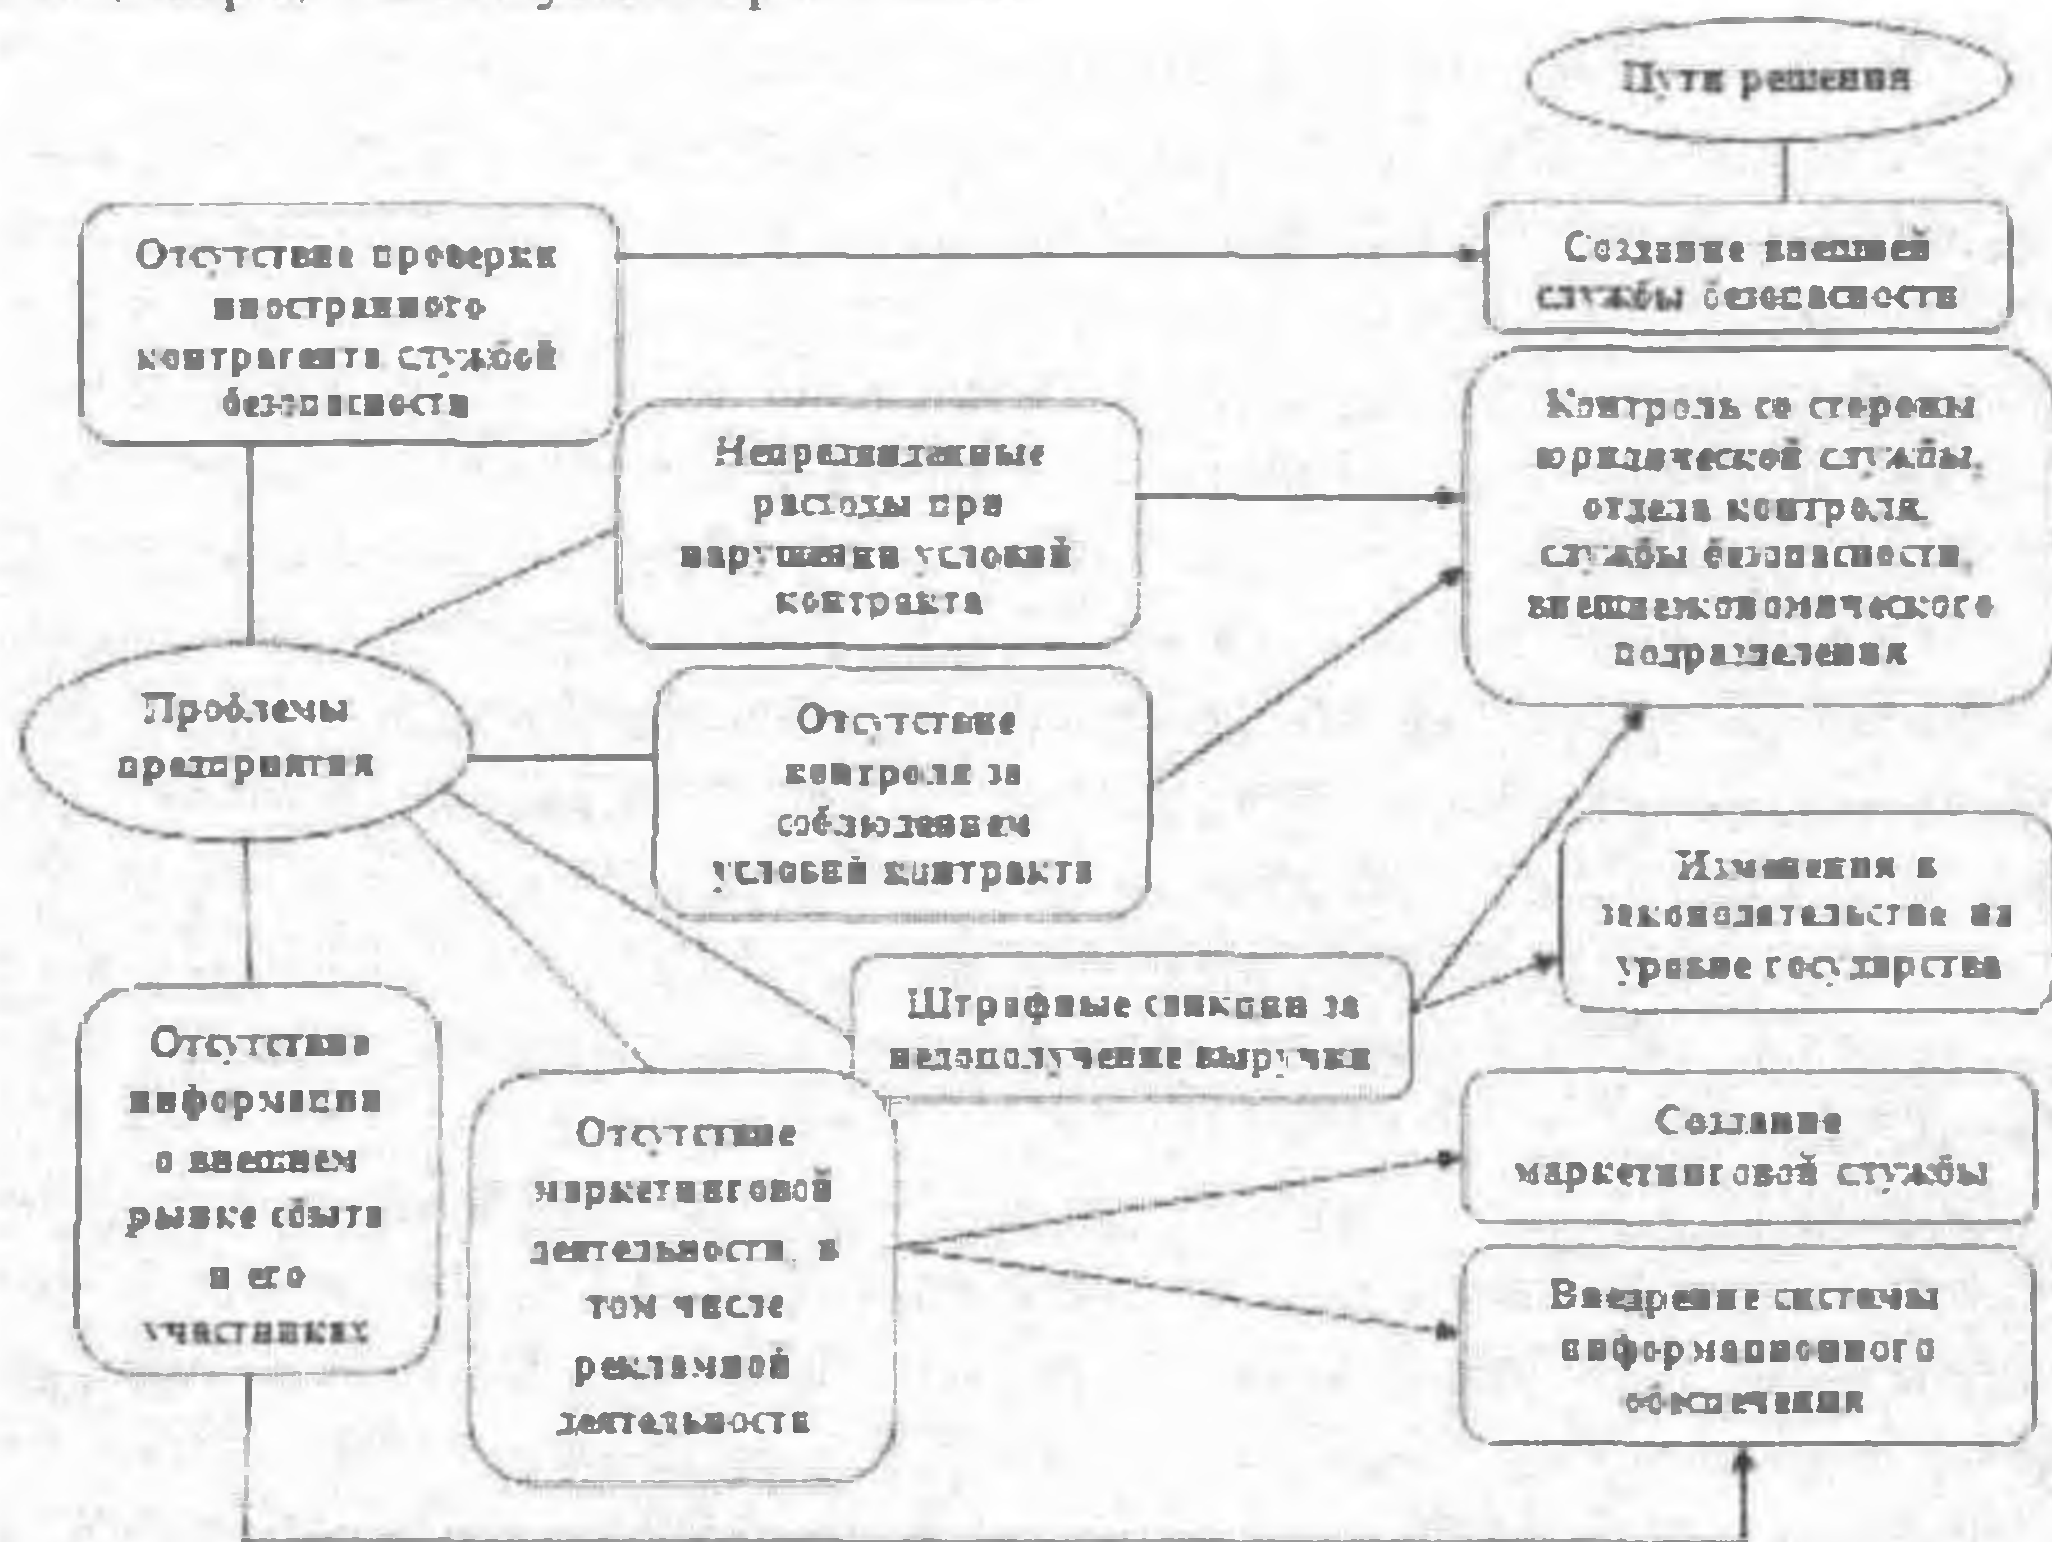 Пути решения
Отсутствие проверки
иностранного
контрагента службой
безопасности
Создание внешней
службы безопасности
Непредвиденные
расходы при
нарушении условий
контракта
Контроль со стороны
юридической службы,
отдела контроля,
службы безопасности,
внешнеэкономического
подразделения
Проблемы
предприятия
Отсутствие
контроля за
соблюдением
условий контракта
Изменения в
законодательстве на
уровне государства
Штрафные санкции за
недополучение выручки
Отсутствие
информации
о внешнем
рынке сбыта
и его
участниках
Отсутствие
маркетинговой
деятельности, в
том числе
рекламной
деятельности
Создание
маркетинговой службы
Внедрение системы
информационного
обеспечения